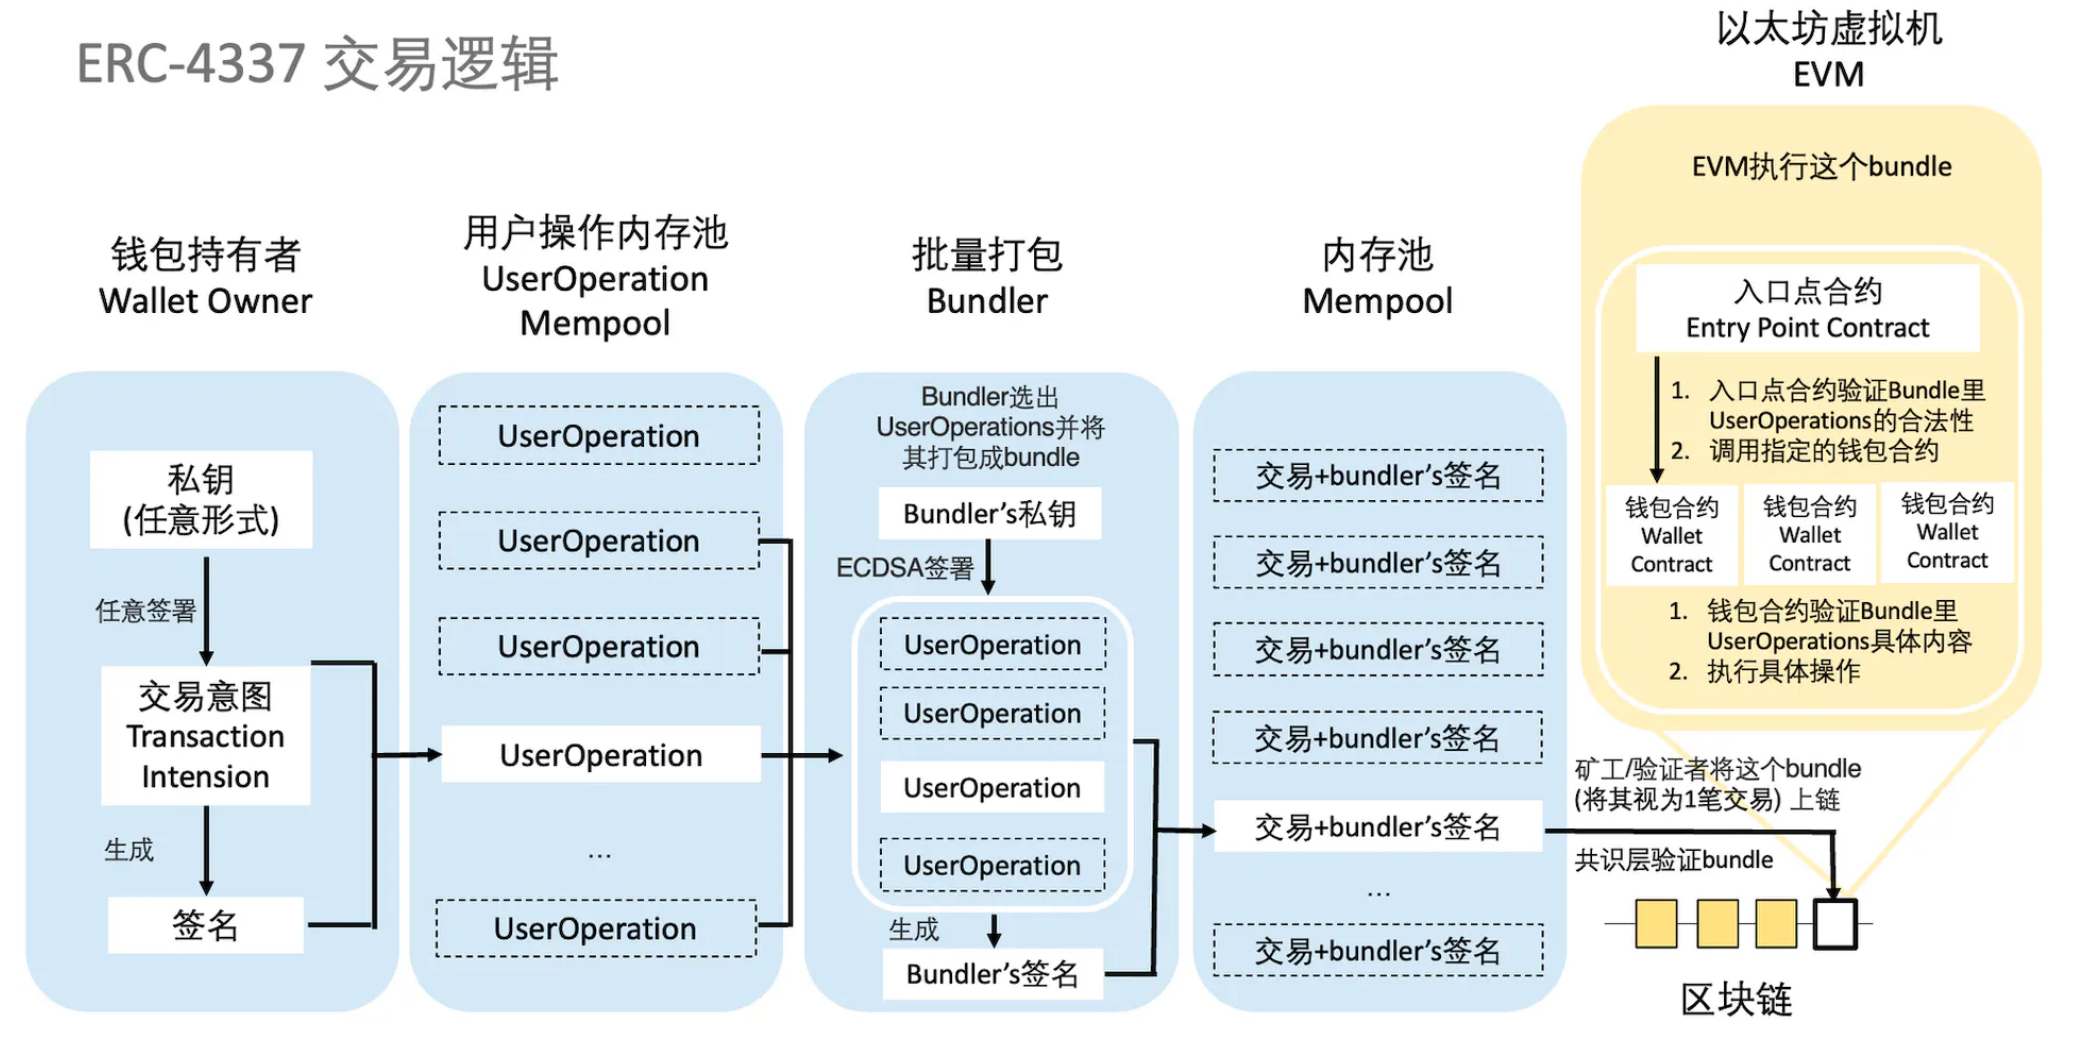 ERC-4337 交易逻辑
钱包持有者
Wallet Owner
私钥
(任意形式)
任意签署
交易意图
Transaction
Intension
生成
签名
用户操作内存池
UserOperation
Mempool
UserOperation
UserOperation
UserOperation
UserOperation
...
UserOperation
批量打包
Bundler
Bundler选出
UserOperations并将
其打包成bundle
Bundler’s私钥
ECDSA签署
UserOperation
UserOperation
UserOperation
UserOperation
生成
Bundler’s签名
内存池
Mempool
交易+bundler’s签名
交易+bundler’s签名
交易+bundler’s签名
交易+bundler’s签名
交易+bundler’s签名
...
交易+bundler’s签名
以太坊虚拟机
EVM
EVM执行这个bundle
入口点合约
Entry Point Contract
1. 入口点合约验证Bundle里
UserOperations的合法性
2. 调用指定的钱包合约
钱包合约
Wallet
Contract
钱包合约
Wallet
Contract
钱包合约
Wallet
Contract
1. 钱包合约验证Bundle里
UserOperations具体内容
2. 执行具体操作
矿工/验证者将这个bundle
(将其视为1笔交易) 上链
共识层验证bundle
区块链